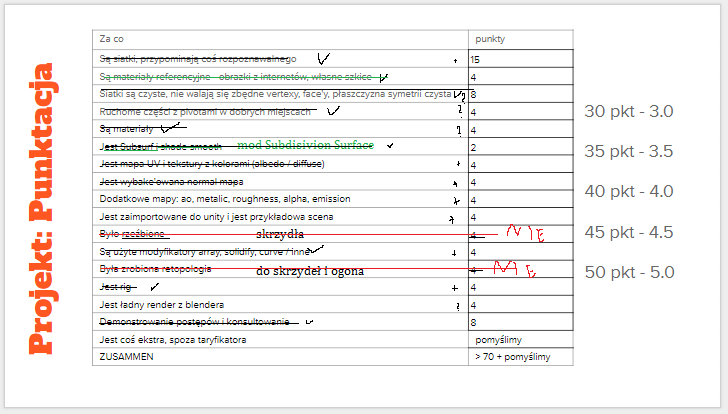 Projekt: Punktacja
Za co punkty
Są siatki, przypominają coś rozpoznawalnego + 15
Są materiały referencyjne - obrazki z internetów, własne szkice 4
Siatki są czyste, nie walają się zbędne vertexy, face'y, płaszczyzna symetrii czysta ? 8
Ruchome części z pivotami w dobrych miejscach ? 4
Są materiały ? 4
Jest Subsurf i shade smooth mod Subdisivion Surface 2
Jest mapa UV i tekstury z kolorami (albedo / diffuse) + 4
Jest wybake'owana normal mapa + 4
Dodatkowe mapy: ao, metalic, roughness, alpha, emission + 4
Jest zaimportowane do unity i jest przykładowa scena + 4
Było rzeźbione skrzydła 4 NIE
Są użyte modyfikatory array, solidify, curve / inne + 4
Była zrobiona retopologia do skrzydeł i ogona 4 NIE
Jest rig + 4
Jest ładny render z blendera ? 4
Demonstrowanie postępów i konsultowanie 8
Jest coś ekstra, spoza taryfikatora pomyślimy
ZUSAMMEN > 70 + pomyślimy
30 pkt - 3.0
35 pkt - 3.5
40 pkt - 4.0
45 pkt - 4.5
50 pkt - 5.0